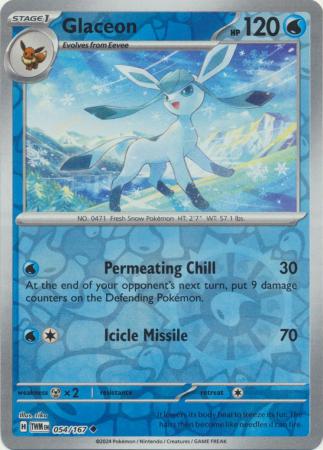 STAGE 1 Glaceon HP 120
Evolves from Eevee
NO. 0471 Fresh Snow Pokémon HT: 2'7" WT: 57.1 lbs.
Permeating Chill 30
At the end of your opponent's next turn, put 9 damage
counters on the Defending Pokémon.
Icicle Missile 70
weakness ×2 resistance retreat
Illus.
H TWM EN 054/167
It lowers its body heat to freeze its fur. The
hairs then become like needles it can fire.
©2024 Pokémon / Nintendo / Creatures / GAME FREAK